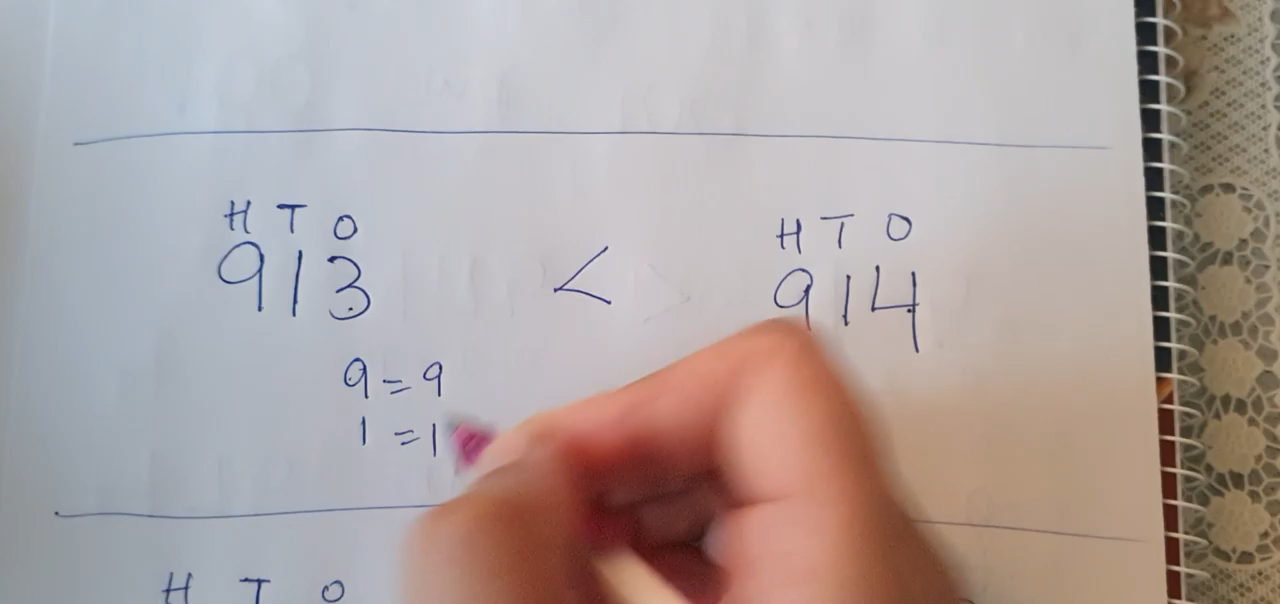 H T O H T O
913 < 914
9 = 9
1 = 1
H T O